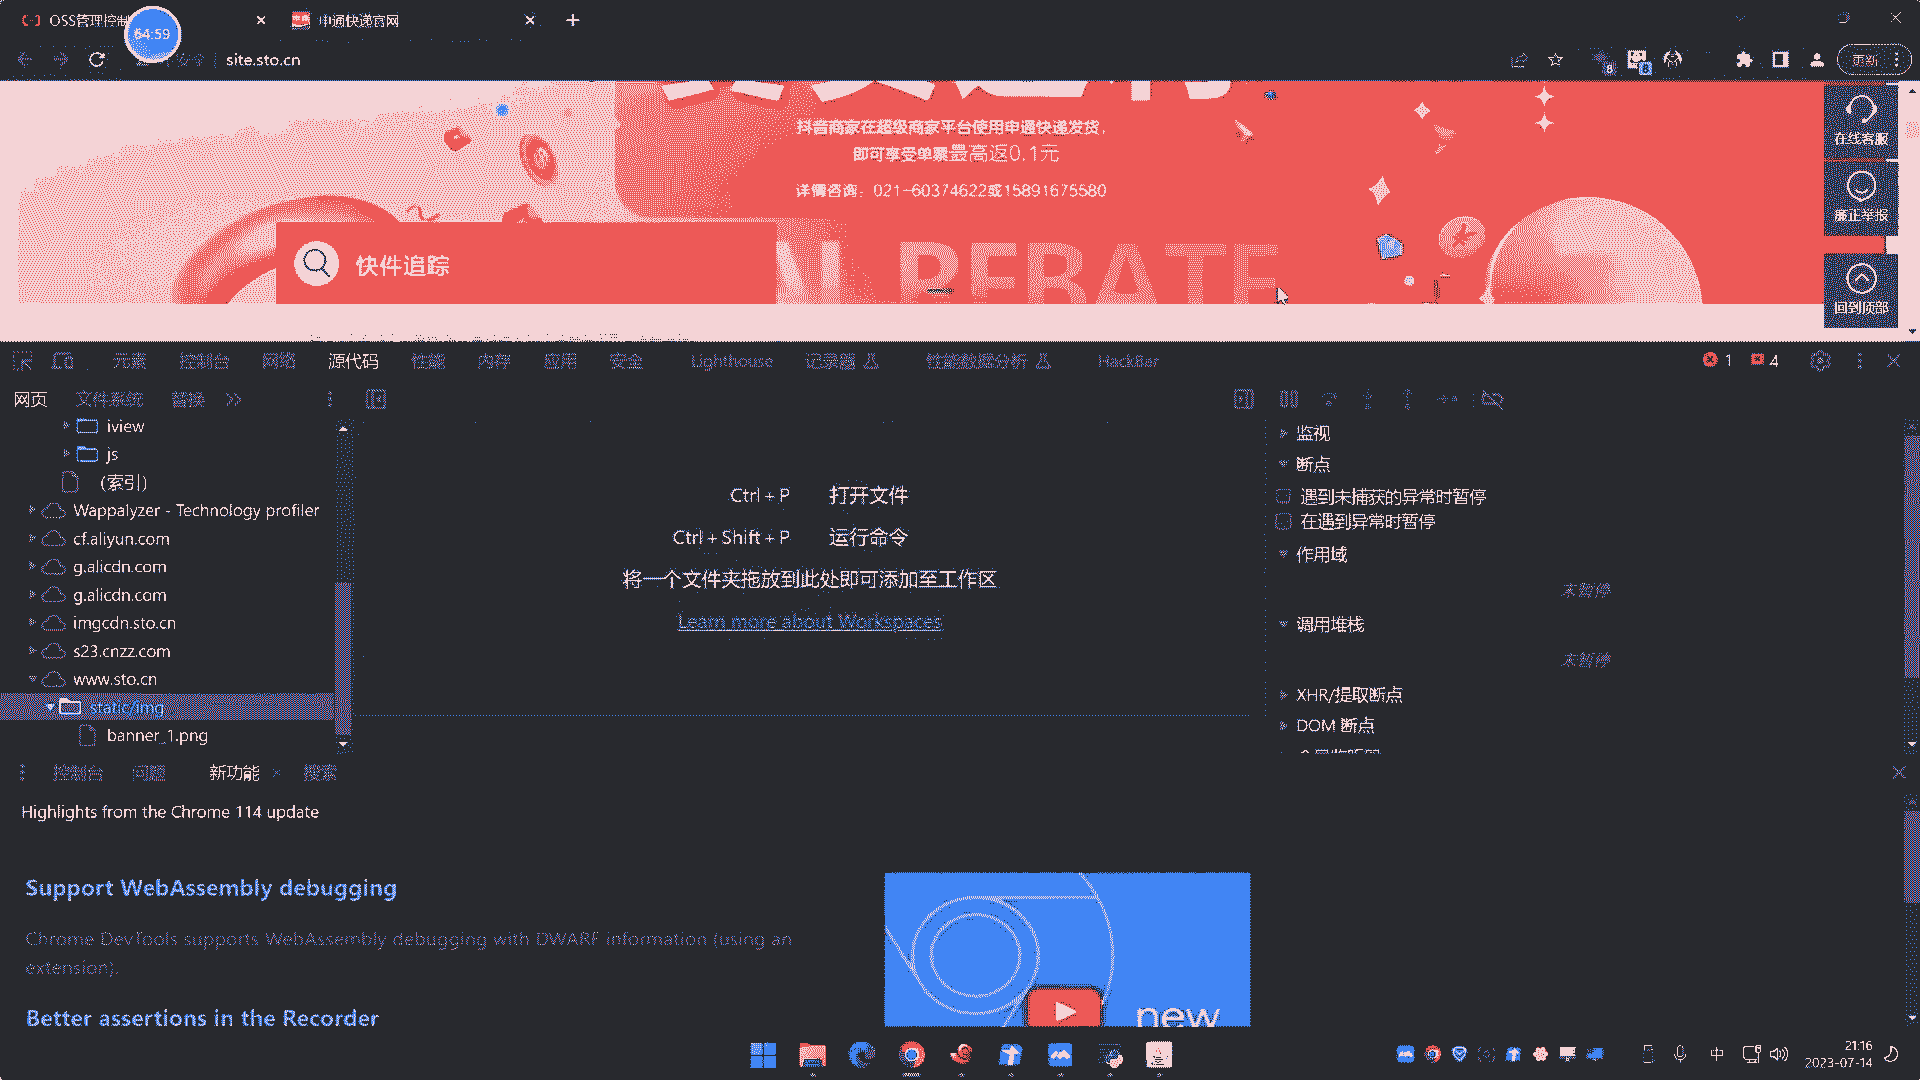 OSS管理控制
64:59
申通快递官网
site.sto.cn
更新
抖音商家在超级商家平台使用申通快递发货,
即可享受单票最高返0.1元
详情咨询：021-60374622或15891675580
REBATE
快件追踪
在线客服
廉正举报
回到顶部
元素 控制台 网络 源代码 性能 内存 应用 安全 Lighthouse 记录器 性能数据分析 HackBar
1 4
网页 文件系统 替换 >>
iview
js
(索引)
Wappalyzer - Technology profiler
cf.aliyun.com
g.alicdn.com
g.alicdn.com
imgcdn.sto.cn
s23.cnzz.com
www.sto.cn
static/img
banner_1.png
Ctrl + P 打开文件
Ctrl + Shift + P 运行命令
将一个文件夹拖放到此处即可添加至工作区
Learn more about Workspaces
监视
断点
遇到未捕获的异常时暂停
在遇到异常时暂停
作用域
未暂停
调用堆栈
未暂停
XHR/提取断点
DOM 断点
控制台 问题 新功能 × 搜索
Highlights from the Chrome 114 update
Support WebAssembly debugging
Chrome DevTools supports WebAssembly debugging with DWARF information (using an
extension).
Better assertions in the Recorder
new
中
21:16
2023-07-14